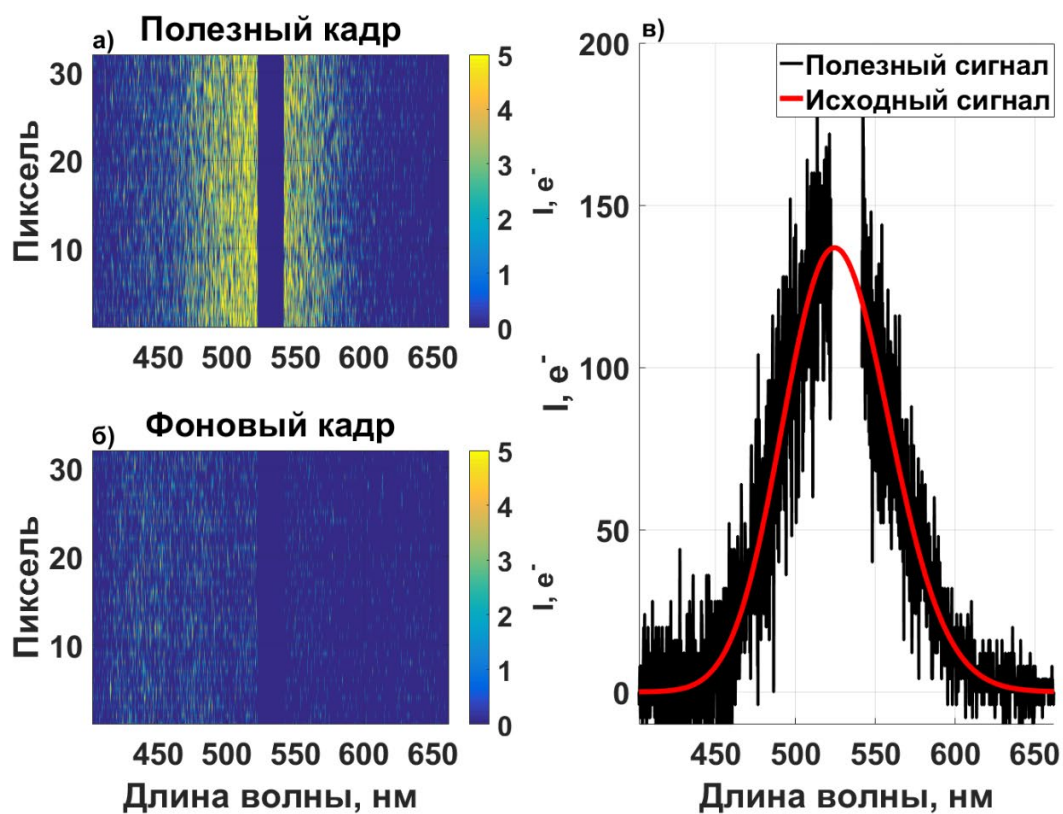 а)
Полезный кадр
Пиксель
30
20
10
450 500 550 600 650
5
4
3
2
1
0
I, e⁻
б)
Фоновый кадр
Пиксель
30
20
10
450 500 550 600 650
Длина волны, нм
5
4
3
2
1
0
I, e⁻
в)
Полезный сигнал
Исходный сигнал
I, e⁻
200
150
100
50
0
450 500 550 600 650
Длина волны, нм